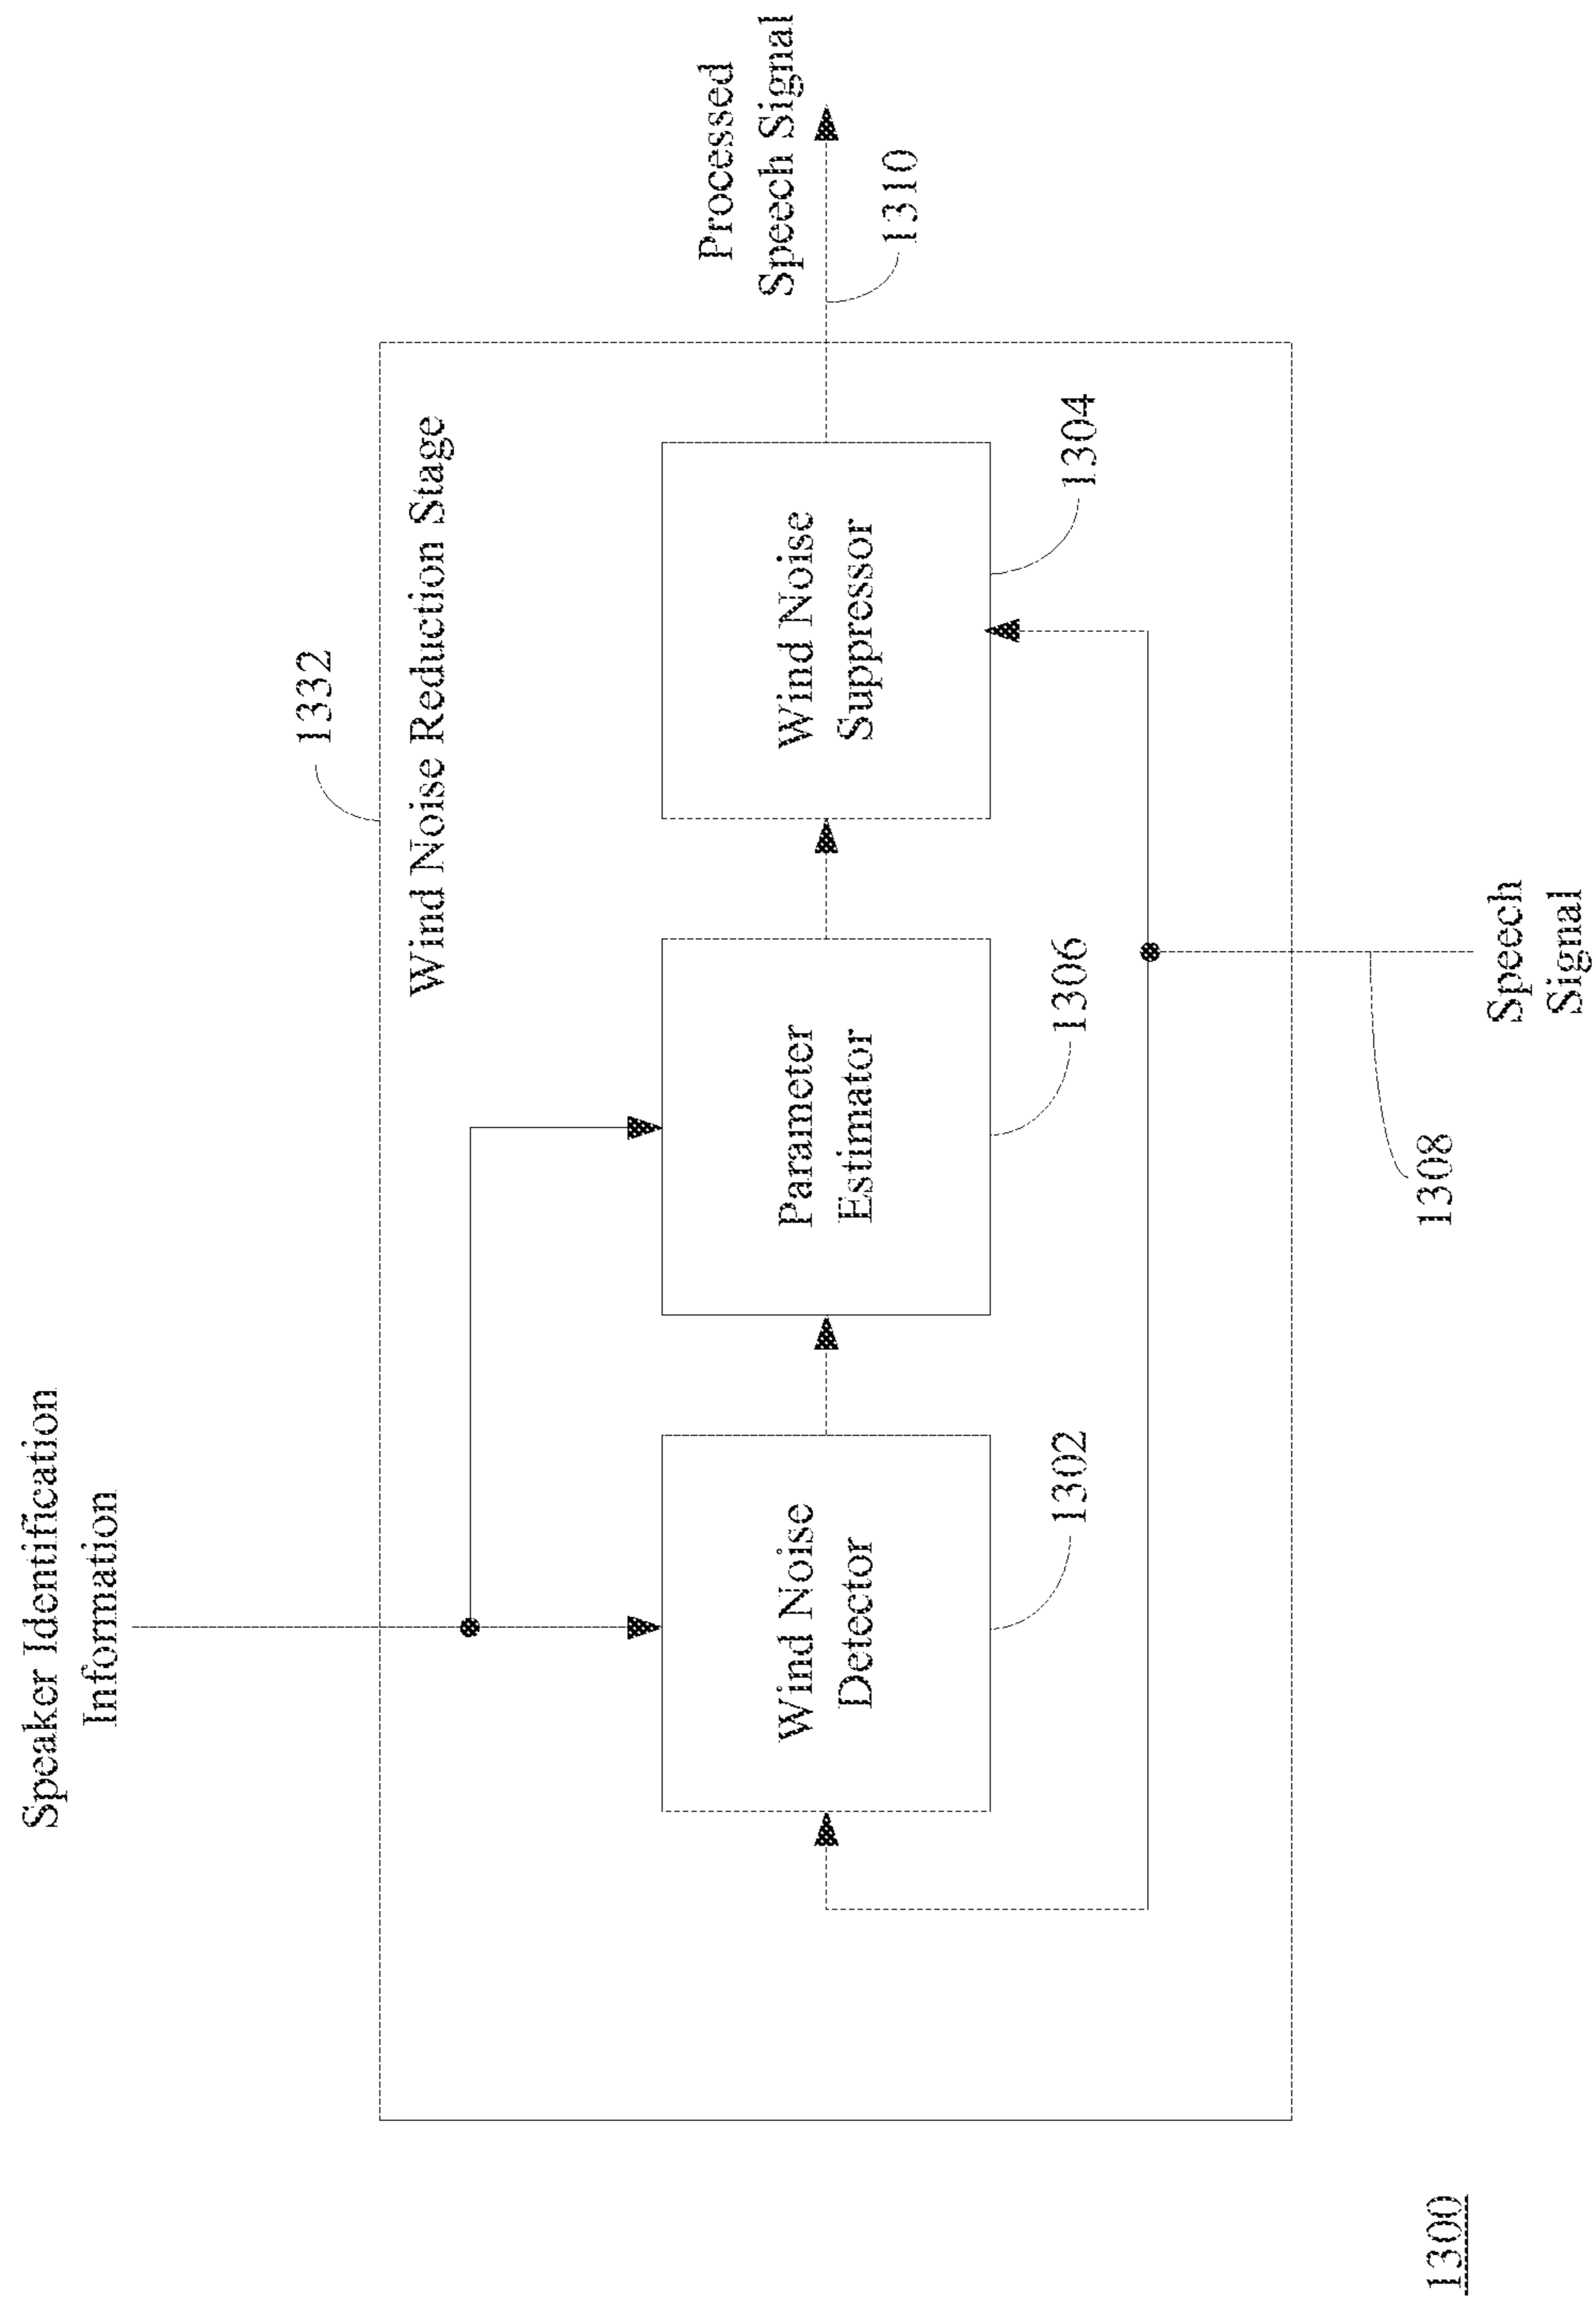 Speaker Identification
Information
1332
Wind Noise Reduction Stage
Wind Noise
Detector
1302
Parameter
Estimator
1306
Wind Noise
Suppressor
1304
Processed
Speech Signal
1310
1308
Speech
Signal
1300